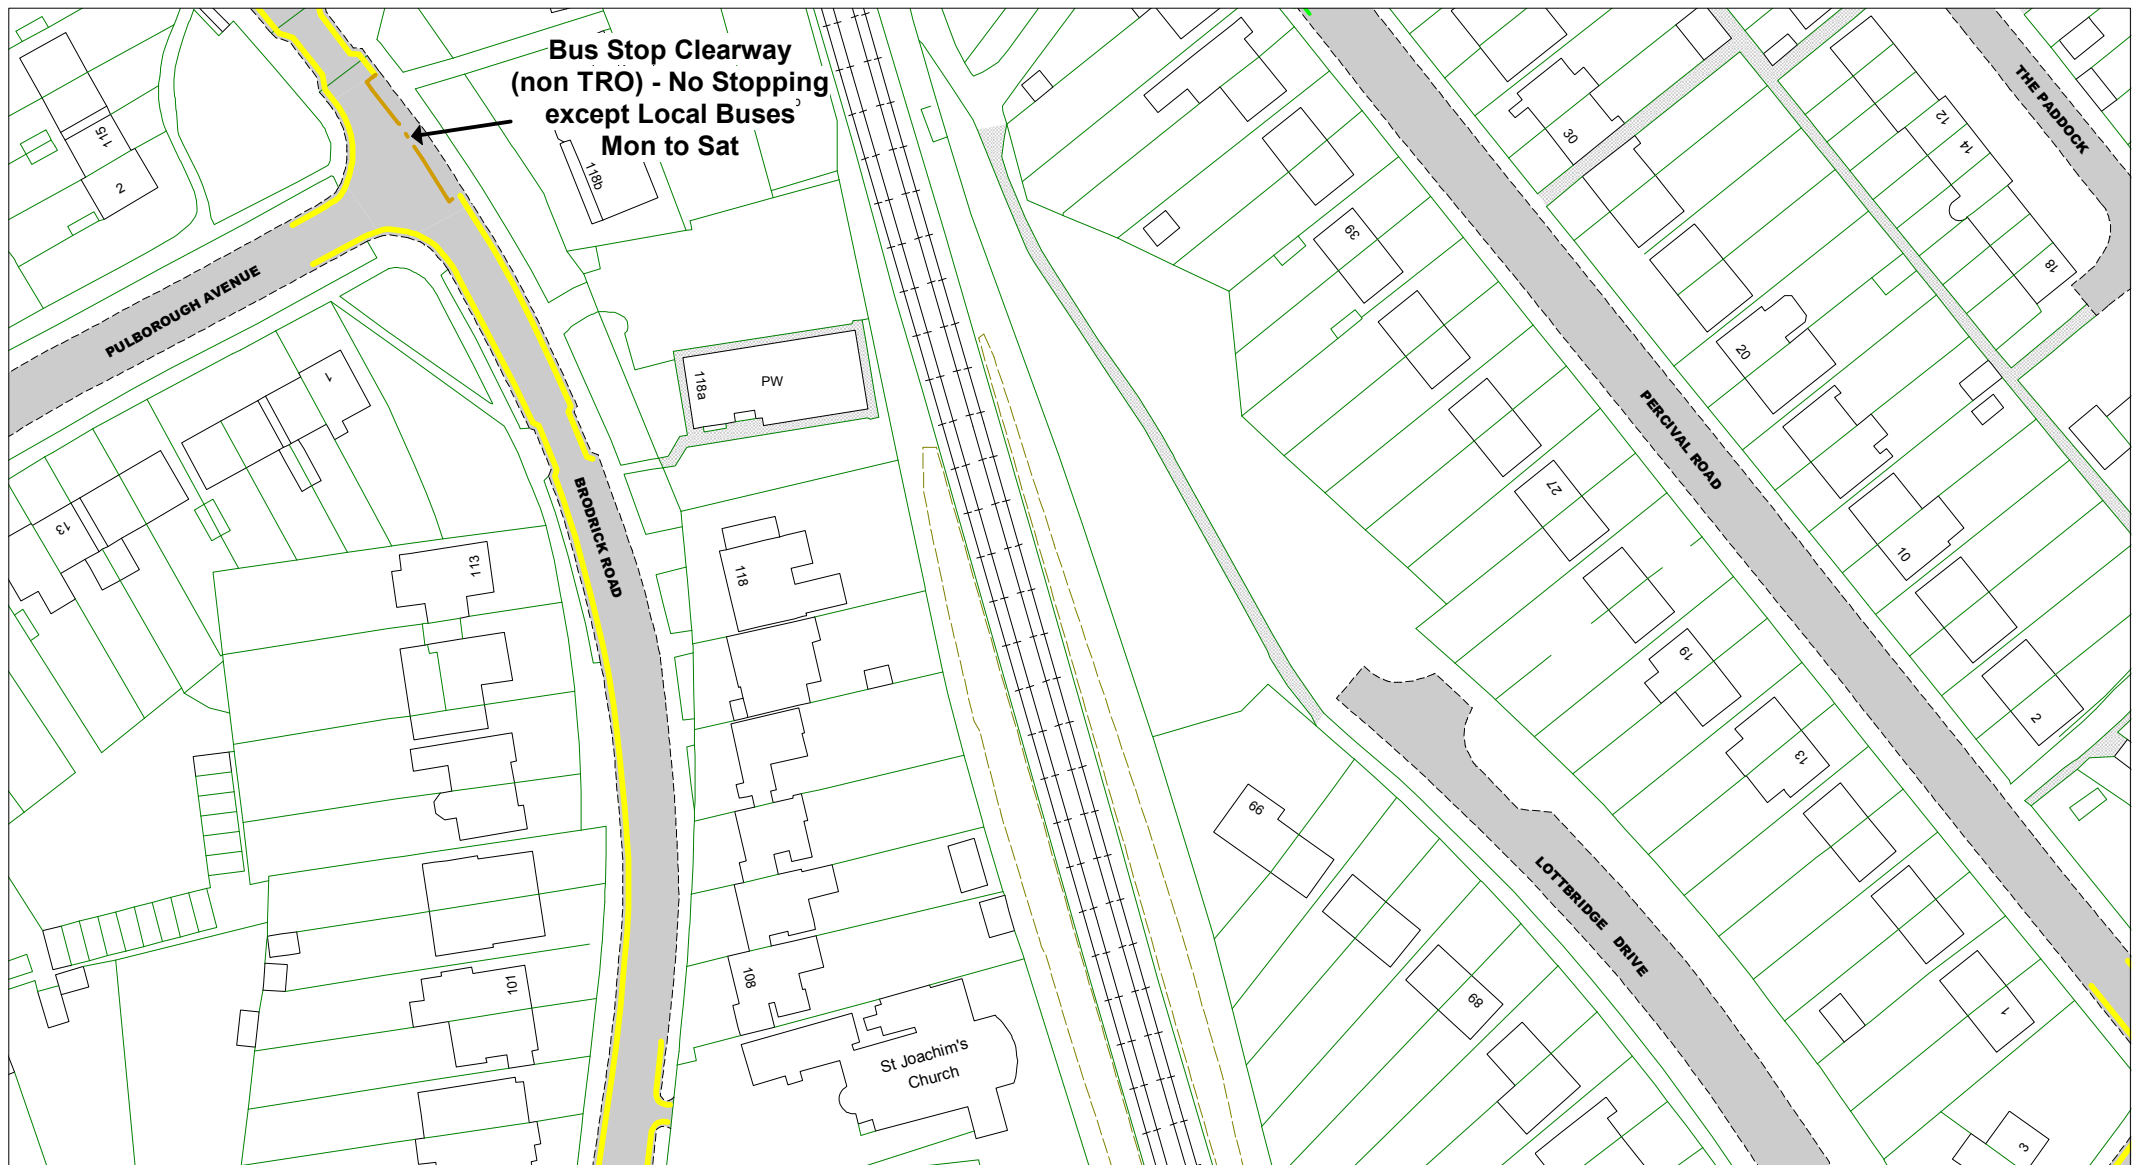 Bus Stop Clearway
(non TRO) - No Stopping
except Local Buses
Mon to Sat
115
2
118b
PULBOROUGH AVENUE
1
13
118a
PW
BRODRICK ROAD
113
118
101
108
St Joachim's
Church
THE PADDOCK
12
14
18
30
39
20
PERCIVAL ROAD
27
10
19
2
13
99
LOTTBRIDGE DRIVE
89
1
3